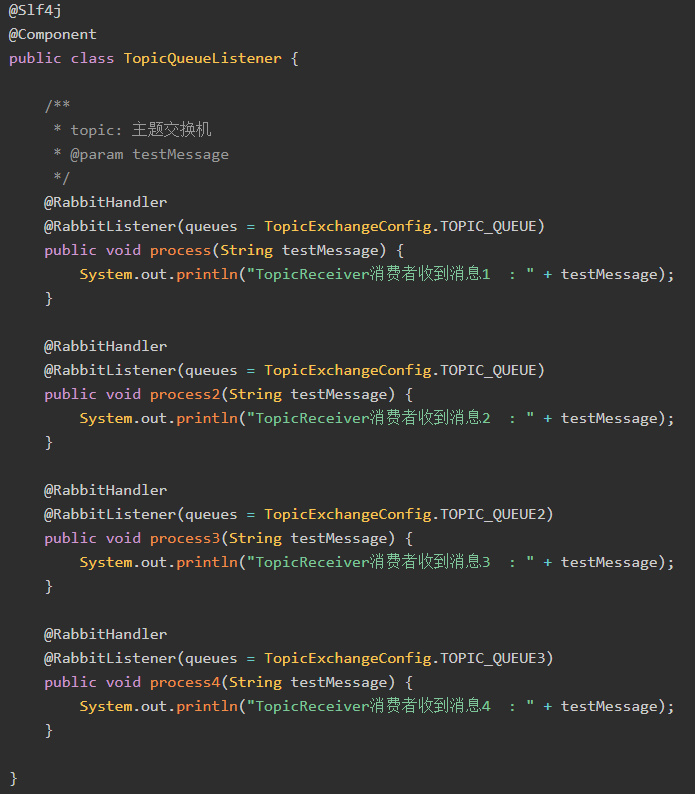 @Slf4j
@Component
public class TopicQueueListener {
    /**
     * topic: 主题交换机
     * @param testMessage
     */
    @RabbitHandler
    @RabbitListener(queues = TopicExchangeConfig.TOPIC_QUEUE)
    public void process(String testMessage) {
        System.out.println("TopicReceiver消费者收到消息1  : " + testMessage);
    }
    @RabbitHandler
    @RabbitListener(queues = TopicExchangeConfig.TOPIC_QUEUE)
    public void process2(String testMessage) {
        System.out.println("TopicReceiver消费者收到消息2  : " + testMessage);
    }
    @RabbitHandler
    @RabbitListener(queues = TopicExchangeConfig.TOPIC_QUEUE2)
    public void process3(String testMessage) {
        System.out.println("TopicReceiver消费者收到消息3  : " + testMessage);
    }
    @RabbitHandler
    @RabbitListener(queues = TopicExchangeConfig.TOPIC_QUEUE3)
    public void process4(String testMessage) {
        System.out.println("TopicReceiver消费者收到消息4  : " + testMessage);
    }
}